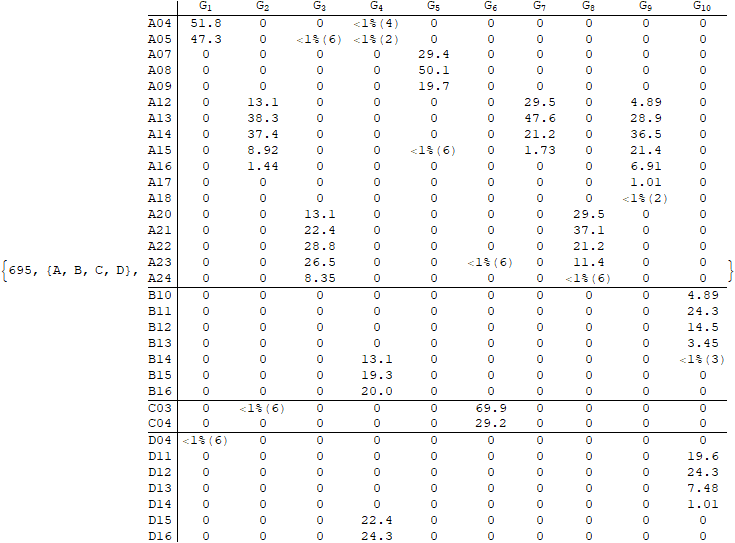 G1 G2 G3 G4 G5 G6 G7 G8 G9 G10
A04 51.8 0 0 <1%(4) 0 0 0 0 0 0
A05 47.3 0 <1%(6) <1%(2) 0 0 0 0 0 0
A07 0 0 0 0 29.4 0 0 0 0 0
A08 0 0 0 0 50.1 0 0 0 0 0
A09 0 0 0 0 19.7 0 0 0 0 0
A12 0 13.1 0 0 0 0 29.5 0 4.89 0
A13 0 38.3 0 0 0 0 47.6 0 28.9 0
A14 0 37.4 0 0 0 0 21.2 0 36.5 0
A15 0 8.92 0 0 <1%(6) 0 1.73 0 21.4 0
A16 0 1.44 0 0 0 0 0 0 6.91 0
A17 0 0 0 0 0 0 0 0 1.01 0
A18 0 0 0 0 0 0 0 0 <1%(2) 0
A20 0 0 13.1 0 0 0 0 29.5 0 0
A21 0 0 22.4 0 0 0 0 37.1 0 0
A22 0 0 28.8 0 0 0 0 21.2 0 0
{695, {A, B, C, D}, A23 0 0 26.5 0 0 <1%(6) 0 11.4 0 0 }
A24 0 0 8.35 0 0 0 0 <1%(6) 0 0
B10 0 0 0 0 0 0 0 0 0 4.89
B11 0 0 0 0 0 0 0 0 0 24.3
B12 0 0 0 0 0 0 0 0 0 14.5
B13 0 0 0 0 0 0 0 0 0 3.45
B14 0 0 0 13.1 0 0 0 0 0 <1%(3)
B15 0 0 0 19.3 0 0 0 0 0 0
B16 0 0 0 20.0 0 0 0 0 0 0
C03 0 <1%(6) 0 0 0 69.9 0 0 0 0
C04 0 0 0 0 0 29.2 0 0 0 0
D04 <1%(6) 0 0 0 0 0 0 0 0 0
D11 0 0 0 0 0 0 0 0 0 19.6
D12 0 0 0 0 0 0 0 0 0 24.3
D13 0 0 0 0 0 0 0 0 0 7.48
D14 0 0 0 0 0 0 0 0 0 1.01
D15 0 0 0 22.4 0 0 0 0 0 0
D16 0 0 0 24.3 0 0 0 0 0 0